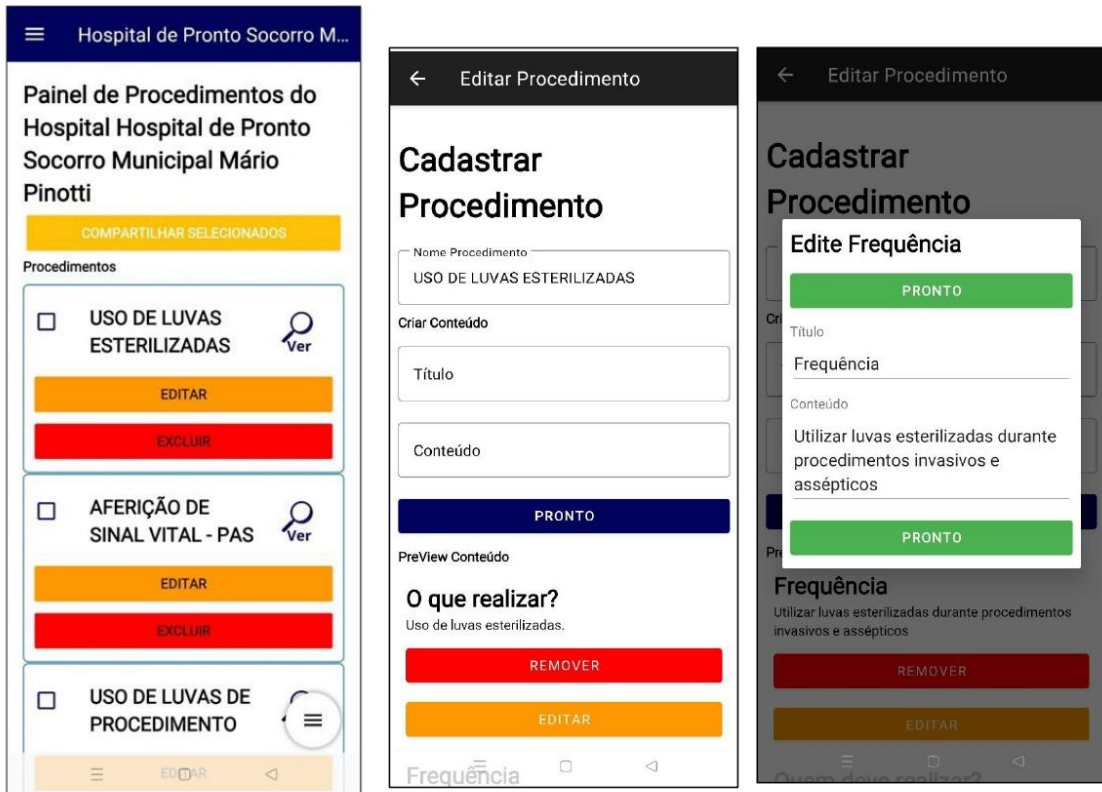 Hospital de Pronto Socorro M...
Painel de Procedimentos do
Hospital Hospital de Pronto
Socorro Municipal Mário
Pinotti
COMPARTILHAR SELECIONADOS
Procedimentos
USO DE LUVAS
ESTERILIZADAS
Ver
EDITAR
EXCLUIR
AFERIÇÃO DE
SINAL VITAL - PAS
Ver
EDITAR
EXCLUIR
USO DE LUVAS DE
PROCEDIMENTO
EDITAR
Editar Procedimento
Cadastrar
Procedimento
Nome Procedimento
USO DE LUVAS ESTERILIZADAS
Criar Conteúdo
Título
Conteúdo
PRONTO
PreView Conteúdo
O que realizar?
Uso de luvas esterilizadas.
REMOVER
EDITAR
Frequência
Editar Procedimento
Cadastrar
Procedimento
Edite Frequência
PRONTO
Título
Frequência
Conteúdo
Utilizar luvas esterilizadas durante
procedimentos invasivos e
assépticos
PRONTO
Frequência
Utilizar luvas esterilizadas durante procedimentos
invasivos e assépticos
REMOVER
EDITAR
Quem deve realizar?